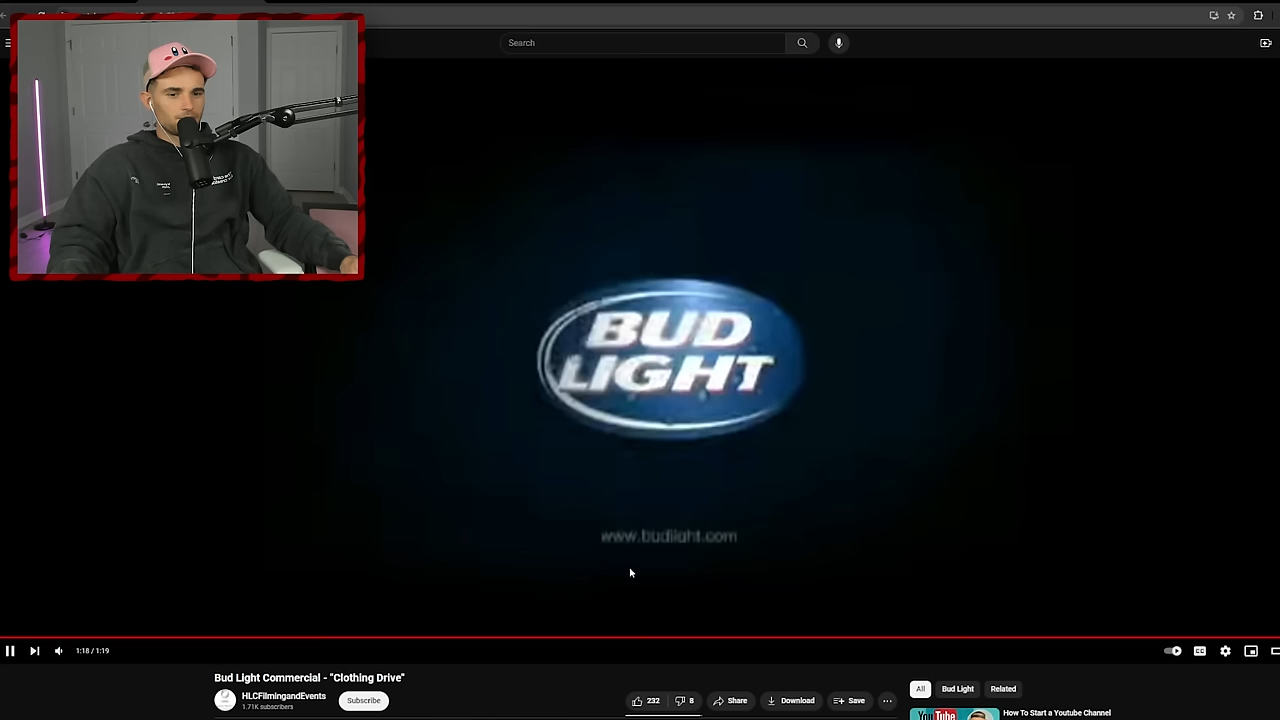 Search
BUD
LIGHT
www.budlight.com
1:18 / 1:19
Bud Light Commercial - "Clothing Drive"
HLCFilmingandEvents
1.71K subscribers
Subscribe
232
8
Share
Download
Save
All
Bud Light
Related
How To Start a Youtube Channel